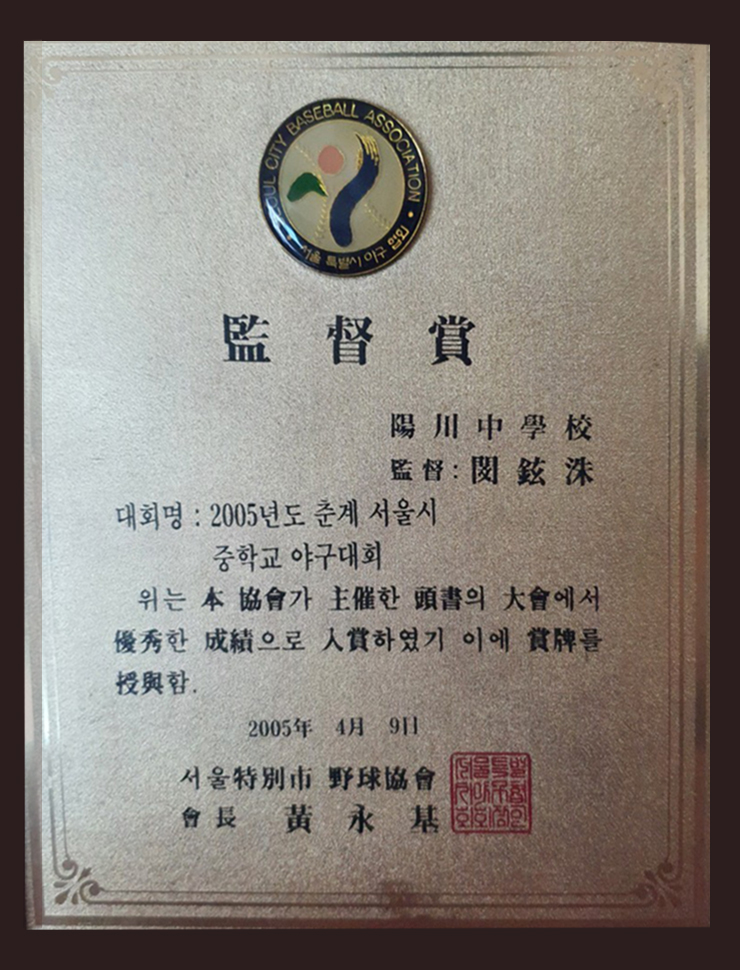 SEOUL CITY BASEBALL ASSOCIATION
서울특별시야구협회
監督賞
陽川中學校
監督 : 閔鉉洙
대회명 : 2005년도 춘계 서울시
중학교 야구대회
위는 本 協會가 主催한 頭書의 大會에서
優秀한 成績으로 入賞하였기 이에 賞牌를
授與함.
2005年 4月 9日
서울特別市 野球協會
會長 黃永基